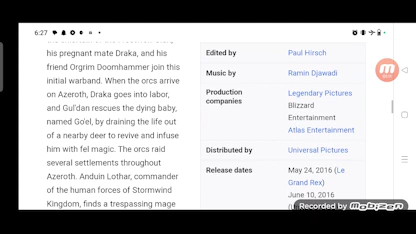 6:27
his pregnant mate Draka, and his
friend Orgrim Doomhammer join this
initial warband. When the orcs arrive
on Azeroth, Draka goes into labor,
and Gul'dan rescues the dying baby,
named Go'el, by draining the life out
of a nearby deer to revive and infuse
him with fel magic. The orcs raid
several settlements throughout
Azeroth. Anduin Lothar, commander
of the human forces of Stormwind
Kingdom, finds a trespassing mage
Edited by Paul Hirsch
Music by Ramin Djawadi
Production companies Legendary Pictures
Blizzard
Entertainment
Atlas Entertainment
Distributed by Universal Pictures
Release dates May 24, 2016 (Le
Grand Rex)
June 10, 2016
Recorded by Mobizen